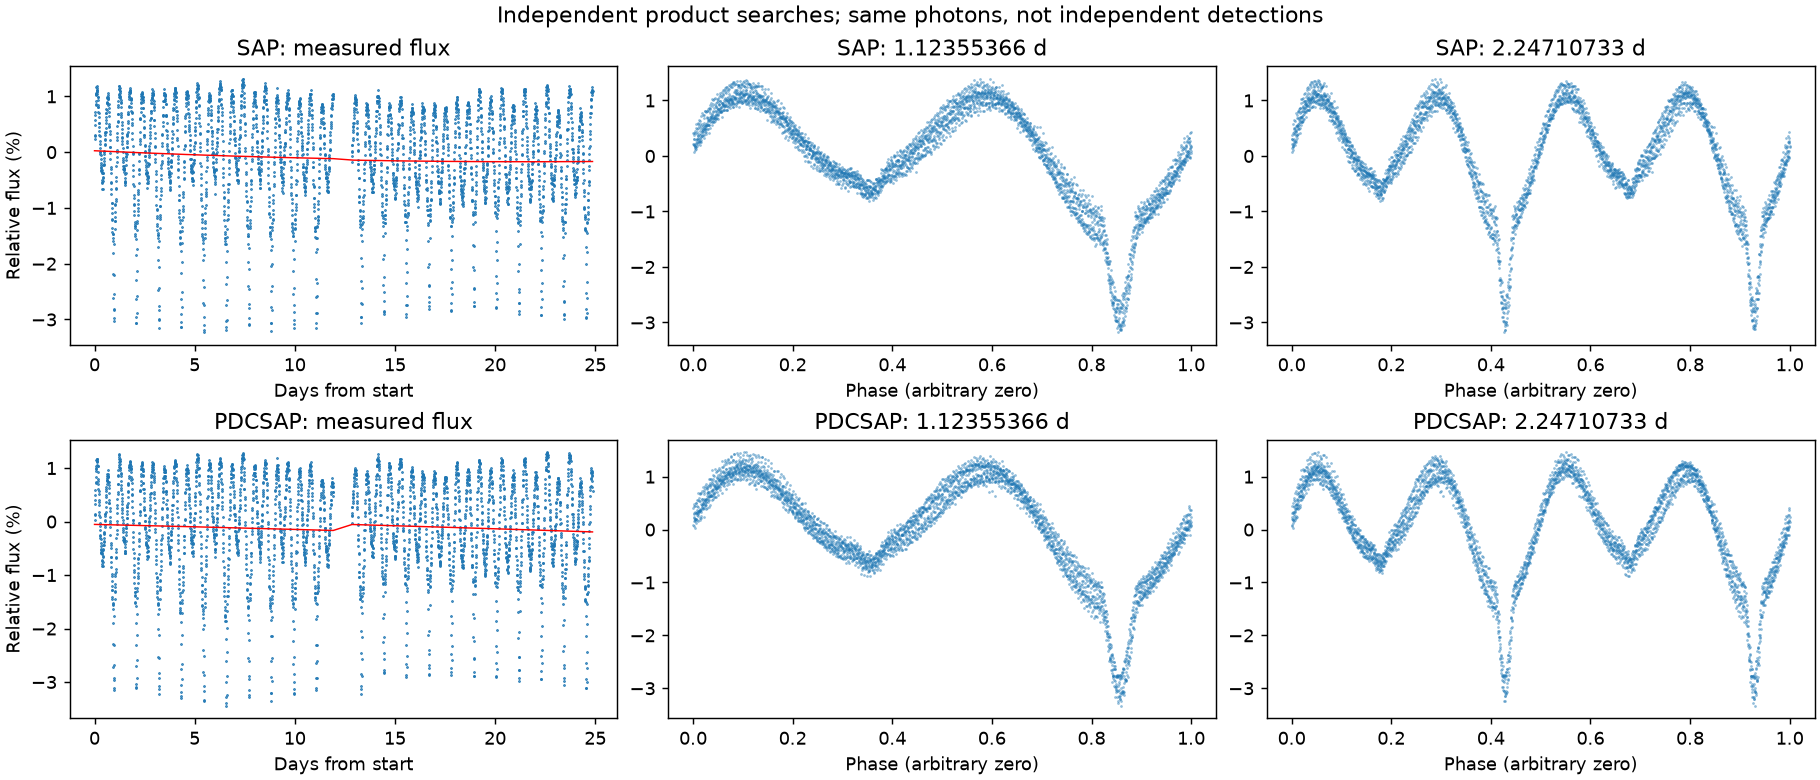 Independent product searches; same photons, not independent detections
SAP: measured flux
SAP: 1.12355366 d
SAP: 2.24710733 d
Relative flux (%)
1
0
−1
−2
−3
1
0
−1
−2
−3
1
0
−1
−2
−3
0 5 10 15 20 25
0.0 0.2 0.4 0.6 0.8 1.0
0.0 0.2 0.4 0.6 0.8 1.0
Days from start
Phase (arbitrary zero)
Phase (arbitrary zero)
PDCSAP: measured flux
PDCSAP: 1.12355366 d
PDCSAP: 2.24710733 d
Relative flux (%)
1
0
−1
−2
−3
1
0
−1
−2
−3
1
0
−1
−2
−3
0 5 10 15 20 25
0.0 0.2 0.4 0.6 0.8 1.0
0.0 0.2 0.4 0.6 0.8 1.0
Days from start
Phase (arbitrary zero)
Phase (arbitrary zero)